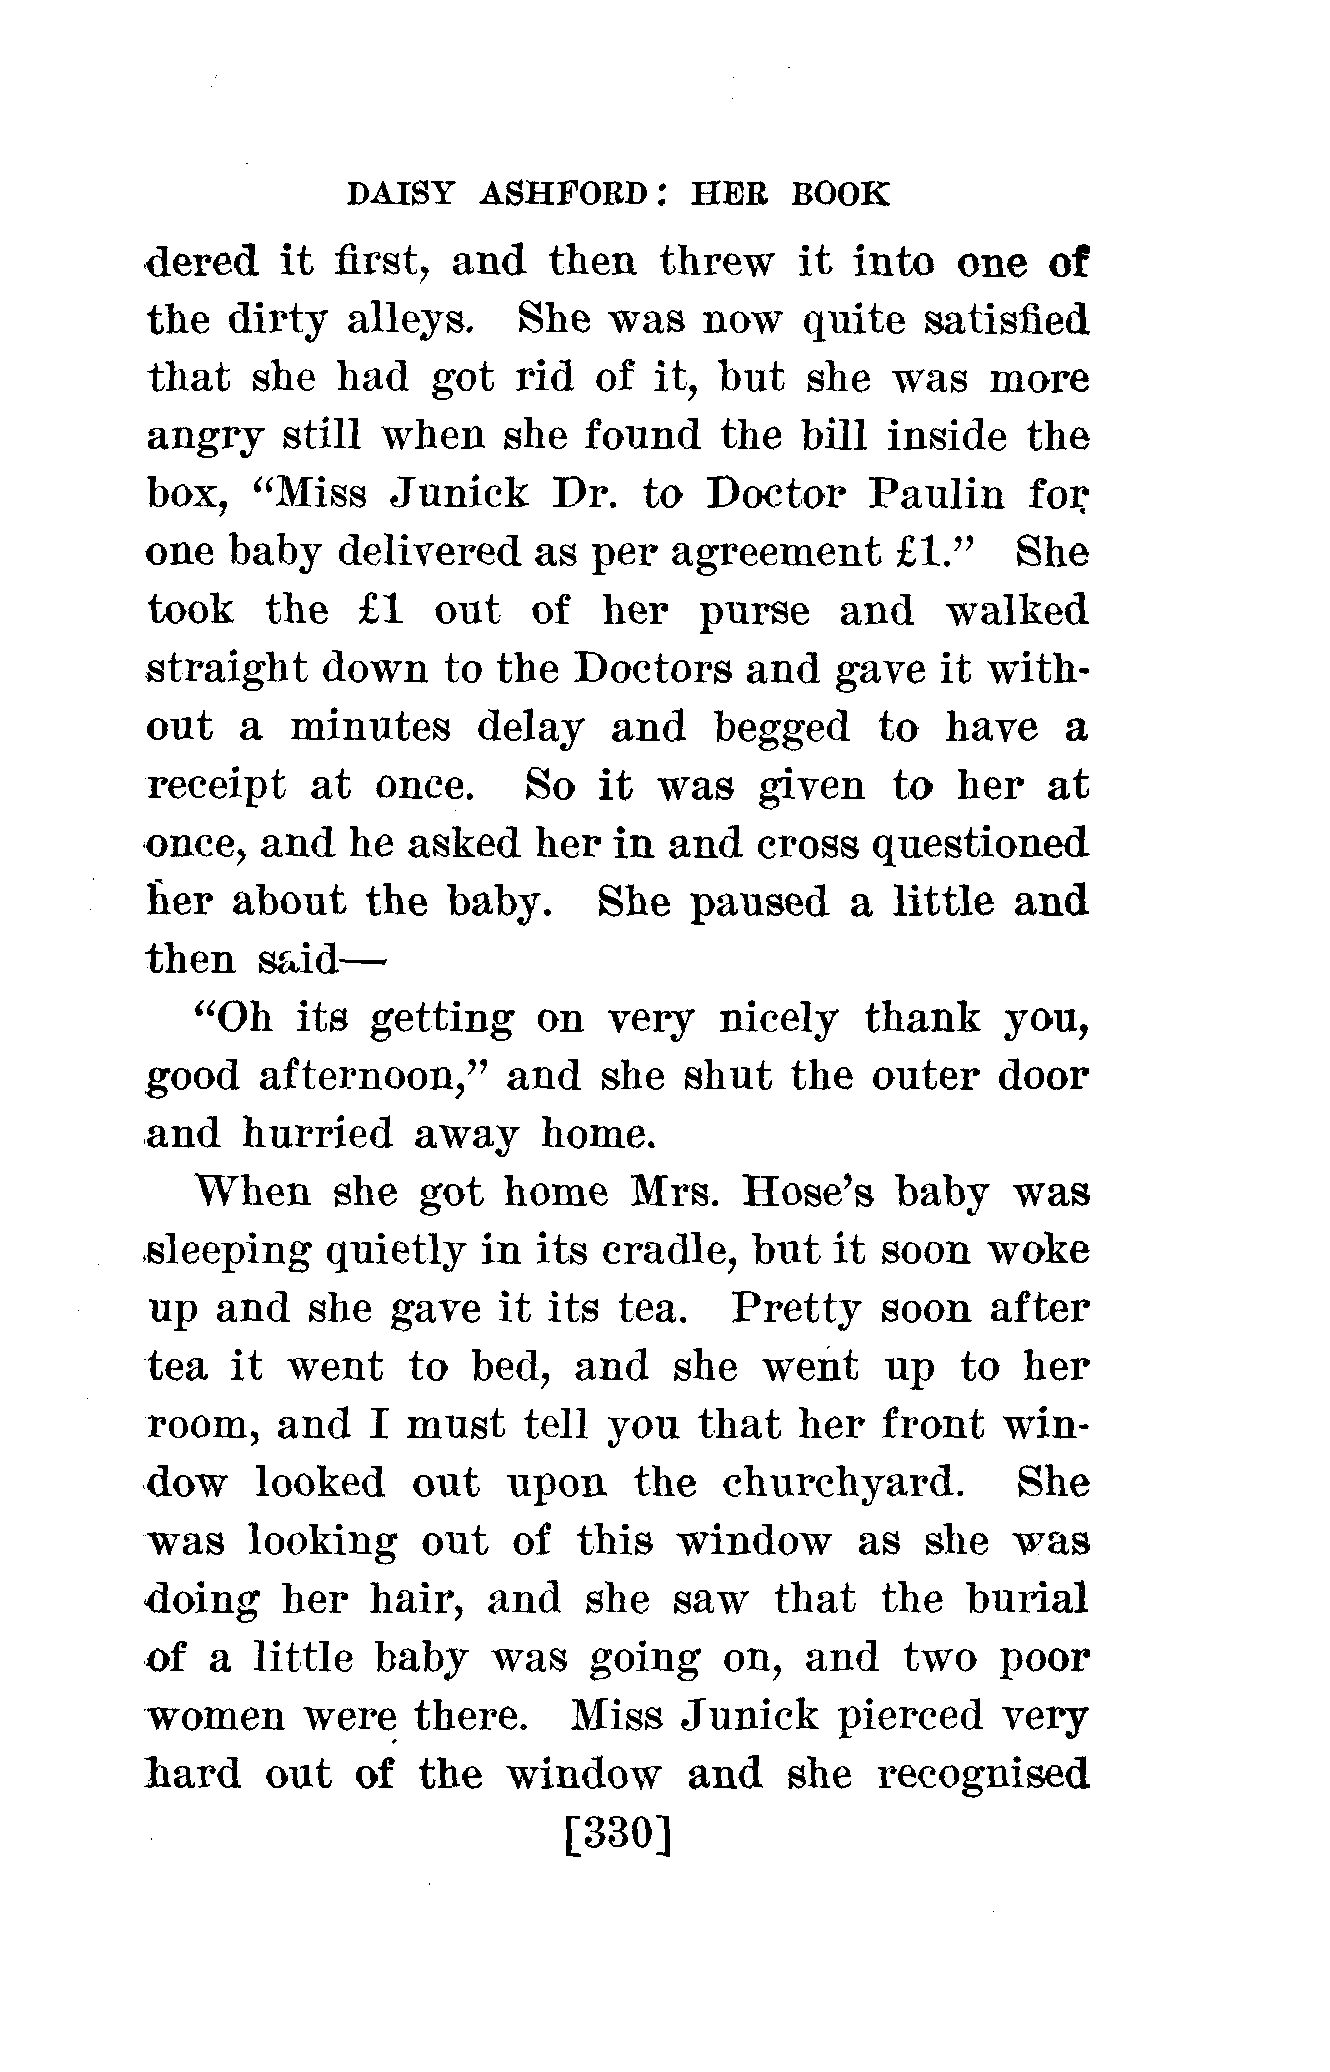 DAISY ASHFORD: HER BOOK
dered it first, and then threw it into one of
the dirty alleys. She was now quite satisfied
that she had got rid of it, but she was more
angry still when she found the bill inside the
box, “Miss Junick Dr. to Doctor Paulin for
one baby delivered as per agreement £1.” She
took the £1 out of her purse and walked
straight down to the Doctors and gave it with-
out a minutes delay and begged to have a
receipt at once. So it was given to her at
once, and he asked her in and cross questioned
her about the baby. She paused a little and
then said—
“Oh its getting on very nicely thank you,
good afternoon,” and she shut the outer door
and hurried away home.
When she got home Mrs. Hose’s baby was
sleeping quietly in its cradle, but it soon woke
up and she gave it its tea. Pretty soon after
tea it went to bed, and she went up to her
room, and I must tell you that her front win-
dow looked out upon the churchyard. She
was looking out of this window as she was
doing her hair, and she saw that the burial
of a little baby was going on, and two poor
women were there. Miss Junick pierced very
hard out of the window and she recognised
[330]